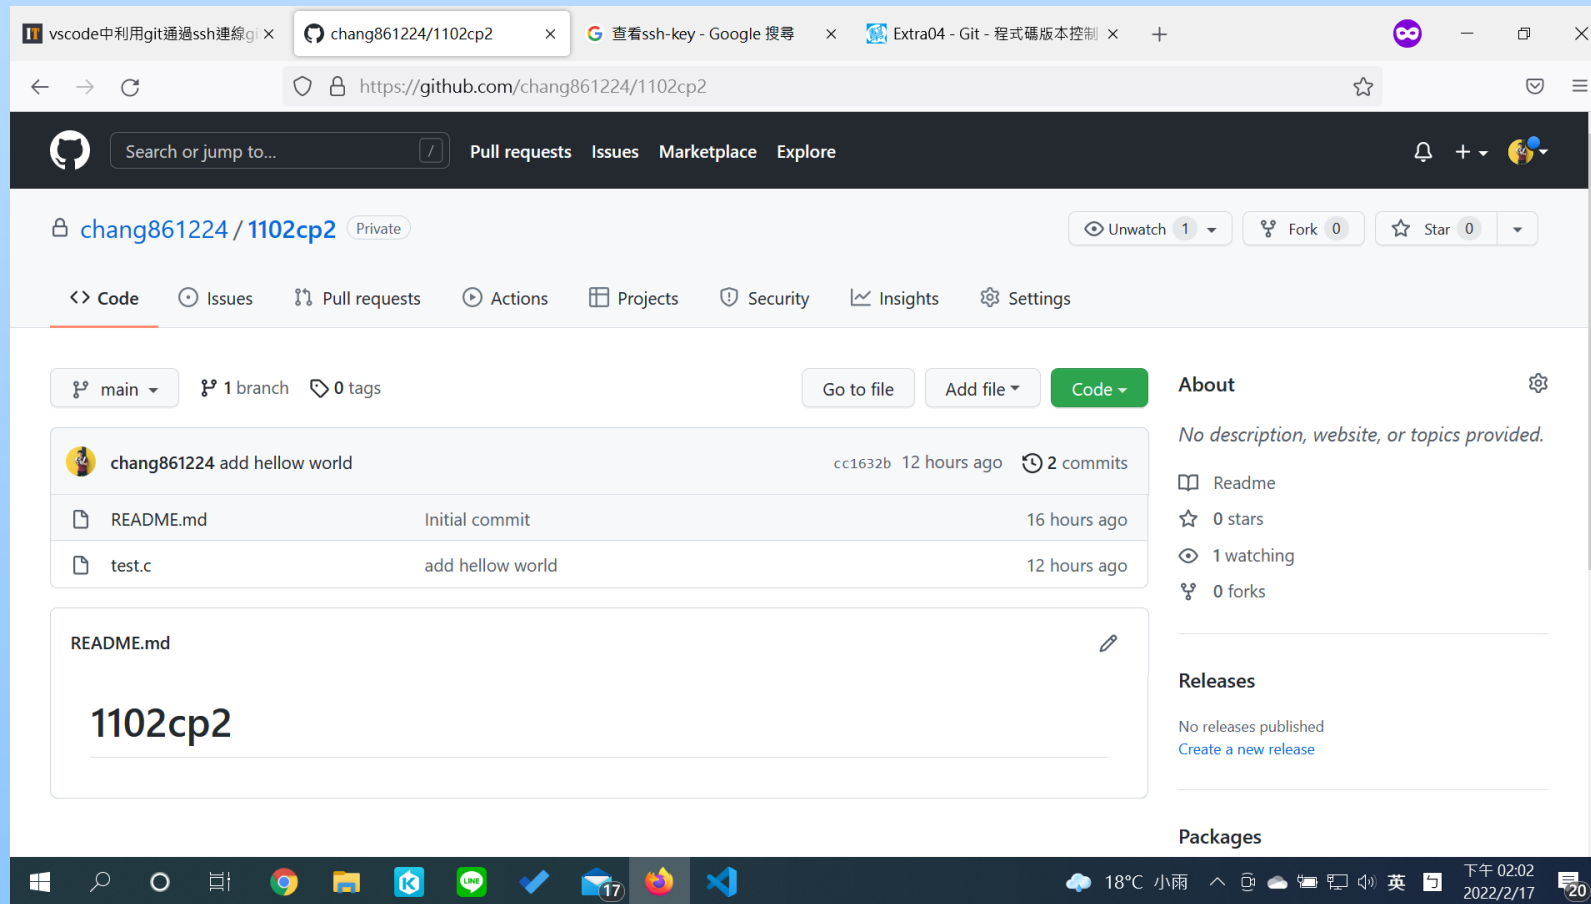 vscode中利用git通過ssh連線gi
chang861224/1102cp2
查看ssh-key - Google 搜尋
Extra04 - Git - 程式碼版本控制
https://github.com/chang861224/1102cp2
Search or jump to...
/
Pull requests
Issues
Marketplace
Explore
chang861224 / 1102cp2
Private
Unwatch 1
Fork 0
Star 0
Code
Issues
Pull requests
Actions
Projects
Security
Insights
Settings
main
1 branch
0 tags
Go to file
Add file
Code
chang861224 add hellow world
cc1632b 12 hours ago
2 commits
README.md
Initial commit
16 hours ago
test.c
add hellow world
12 hours ago
README.md
1102cp2
About
No description, website, or topics provided.
Readme
0 stars
1 watching
0 forks
Releases
No releases published
Create a new release
Packages
LINE
17
18°C 小雨
英
ㄅ
下午 02:02
2022/2/17
20